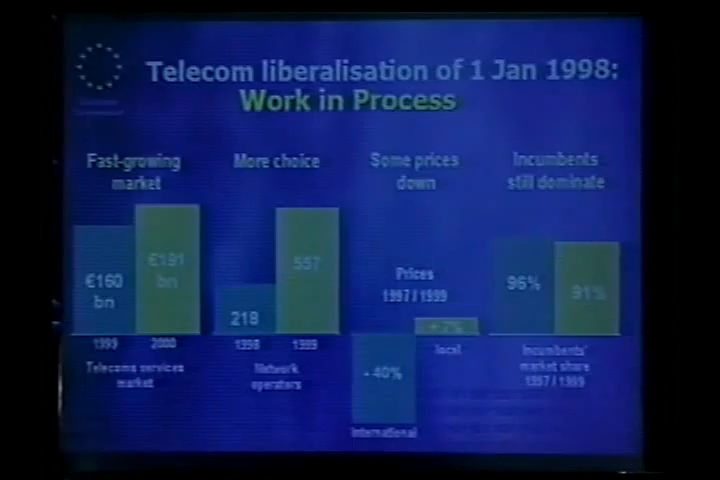 Telecom liberalisation of 1 Jan 1998:
Work in Process
Fast-growing
market
€160
bn
€191
bn
1999
2000
Telecoms services
market
More choice
218
557
1998
1999
Network
operators
Some prices
down
Prices
1997 / 1999
- 40%
International
+ 7%
local
Incumbents
still dominate
96%
91%
Incumbents'
market share
1997 / 1999